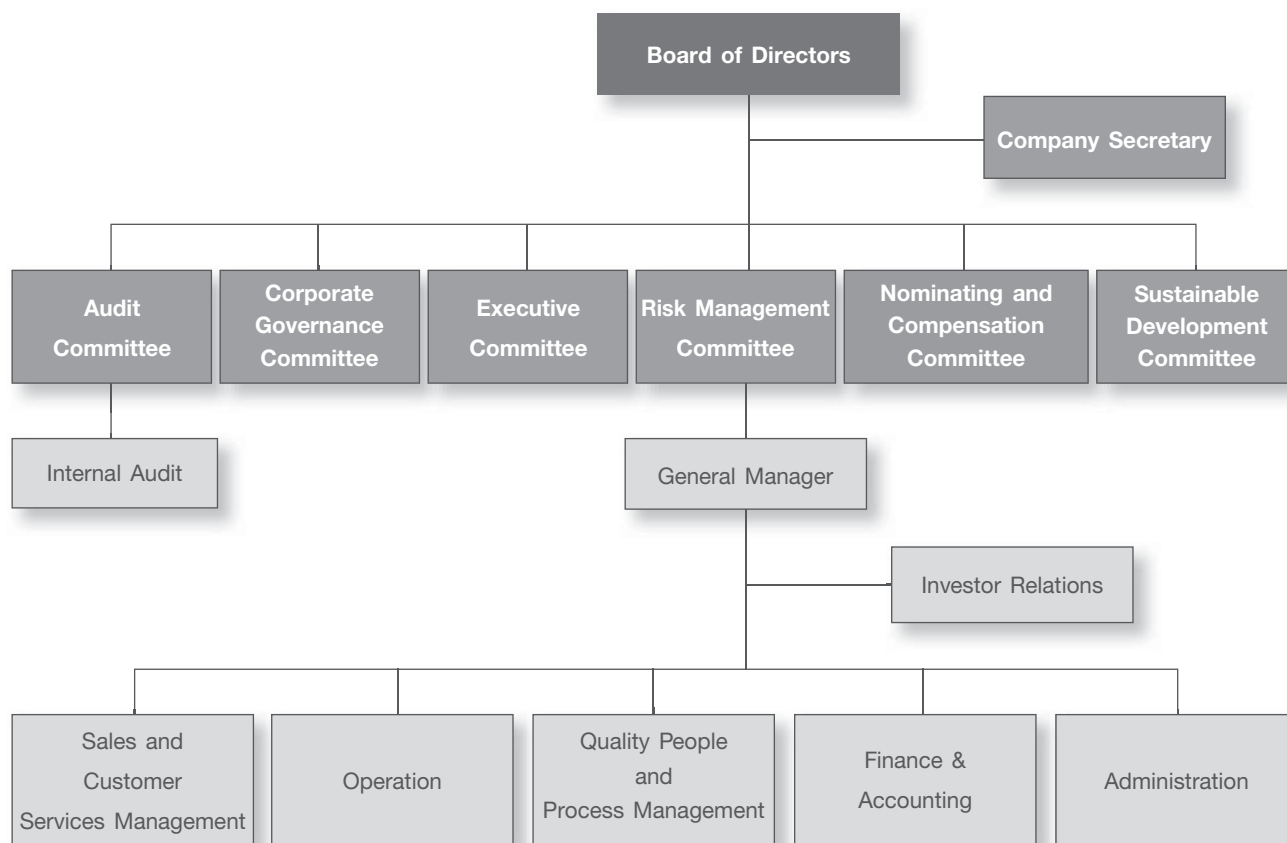 Board of Directors
Company Secretary
Audit
Committee
Corporate
Governance
Committee
Executive
Committee
Risk Management
Committee
Nominating and
Compensation
Committee
Sustainable
Development
Committee
Internal Audit
General Manager
Investor Relations
Sales and
Customer
Services Management
Operation
Quality People
and
Process Management
Finance &
Accounting
Administration